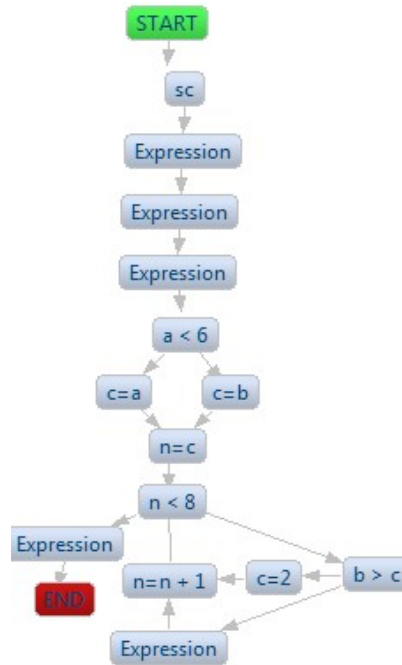 START
sc
Expression
Expression
Expression
a < 6
c=a
c=b
n=c
n < 8
Expression
n=n + 1
c=2
b > c
END
Expression